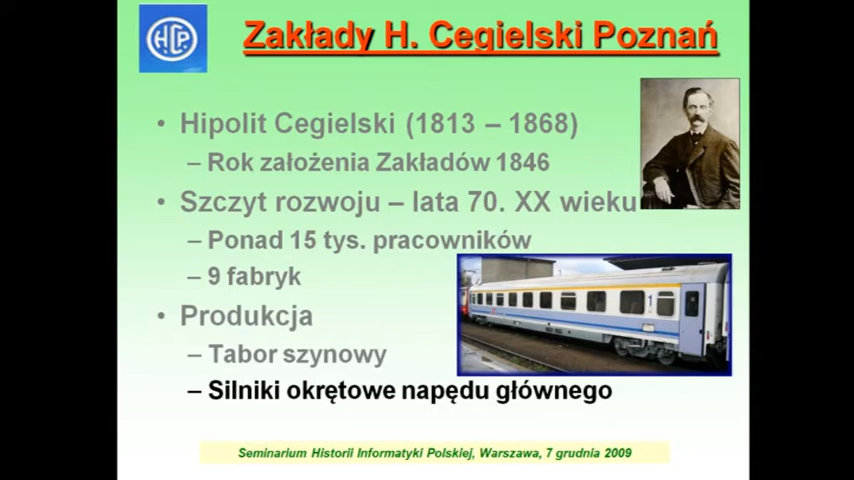 H.C.P.
Zakłady H. Cegielski Poznań
• Hipolit Cegielski (1813 – 1868)
– Rok założenia Zakładów 1846
• Szczyt rozwoju – lata 70. XX wieku
– Ponad 15 tys. pracowników
– 9 fabryk
• Produkcja
– Tabor szynowy
– Silniki okrętowe napędu głównego
1
Seminarium Historii Informatyki Polskiej, Warszawa, 7 grudnia 2009